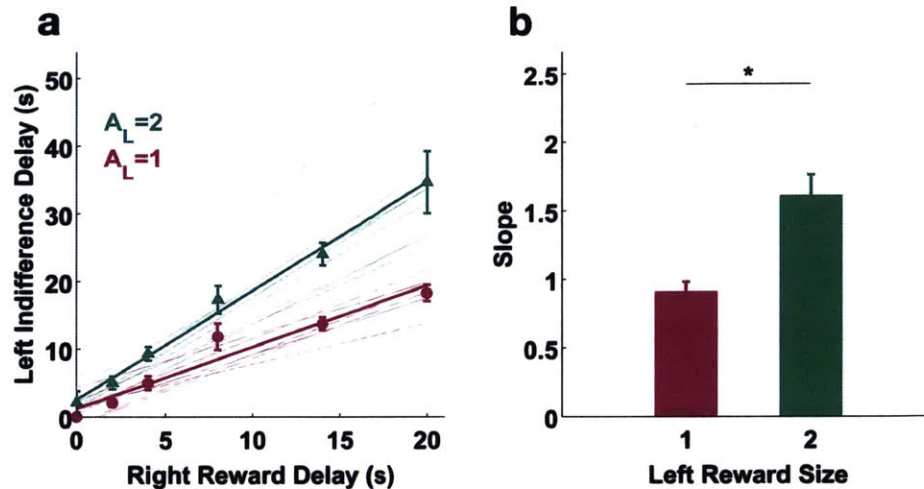 a
b
Left Indifference Delay (s)
50
40
30
20
10
0
A_L=2
A_L=1
0
5
10
15
20
Right Reward Delay (s)
Slope
2.5
2
1.5
1
0.5
0
*
1
2
Left Reward Size